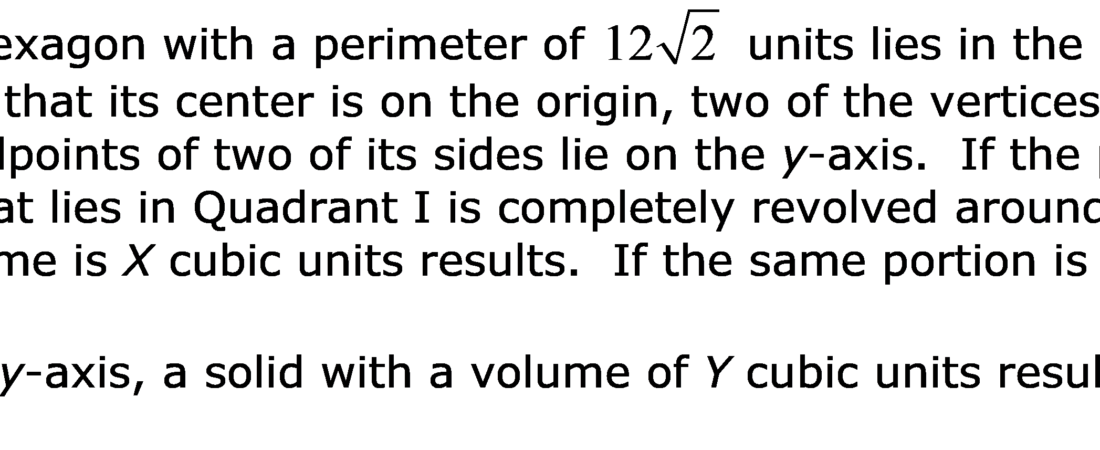 exagon with a perimeter of 12√2 units lies in the
that its center is on the origin, two of the vertices
points of two of its sides lie on the y-axis. If the
at lies in Quadrant I is completely revolved around
me is X cubic units results. If the same portion is
y-axis, a solid with a volume of Y cubic units resul